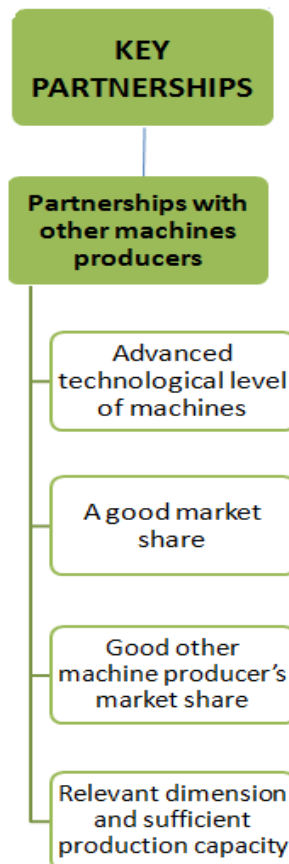 KEY
PARTNERSHIPS
Partnerships with
other machines
producers
Advanced
technological level
of machines
A good market
share
Good other
machine producer's
market share
Relevant dimension
and sufficient
production capacity